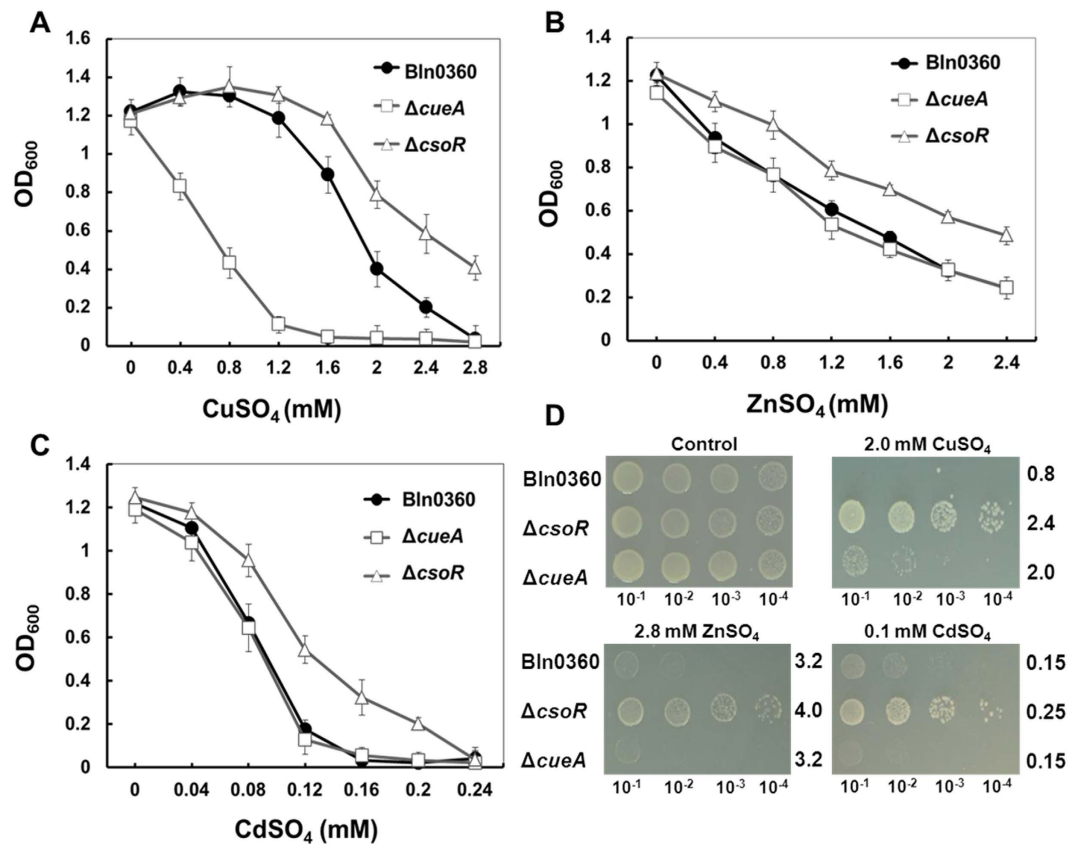 A
1.6
1.4
1.2
1.0
0.8
0.6
0.4
0.2
0
OD600
0 0.4 0.8 1.2 1.6 2 2.4 2.8
CuSO4 (mM)
Bln0360
ΔcueA
ΔcsoR
B
1.4
1.2
1
0.8
0.6
0.4
0.2
0
OD600
0 0.4 0.8 1.2 1.6 2 2.4
ZnSO4 (mM)
Bln0360
ΔcueA
ΔcsoR
C
1.4
1.2
1
0.8
0.6
0.4
0.2
0
OD600
0 0.04 0.08 0.12 0.16 0.2 0.24
CdSO4 (mM)
Bln0360
ΔcueA
ΔcsoR
D
Control 2.0 mM CuSO4
Bln0360 0.8
ΔcsoR 2.4
ΔcueA 2.0
10-1 10-2 10-3 10-4 10-1 10-2 10-3 10-4
2.8 mM ZnSO4 0.1 mM CdSO4
Bln0360 3.2 0.15
ΔcsoR 4.0 0.25
ΔcueA 3.2 0.15
10-1 10-2 10-3 10-4 10-1 10-2 10-3 10-4